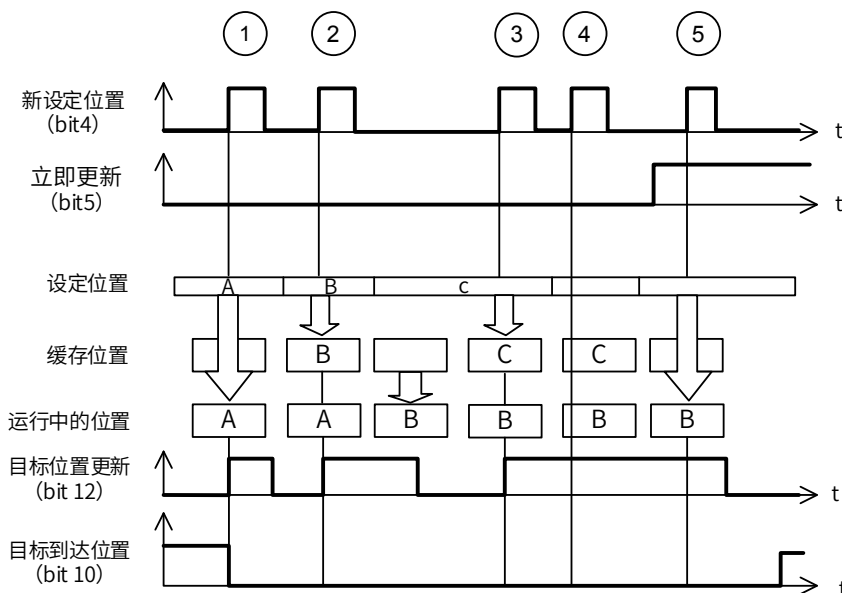 1 2 3 4 5
新设定位置
（bit4） t
立即更新
（bit5） t
设定位置 A B c
缓存位置 B C C
运行中的位置 A A B B B B
目标位置更新
（bit 12） t
目标到达位置
（bit 10） t